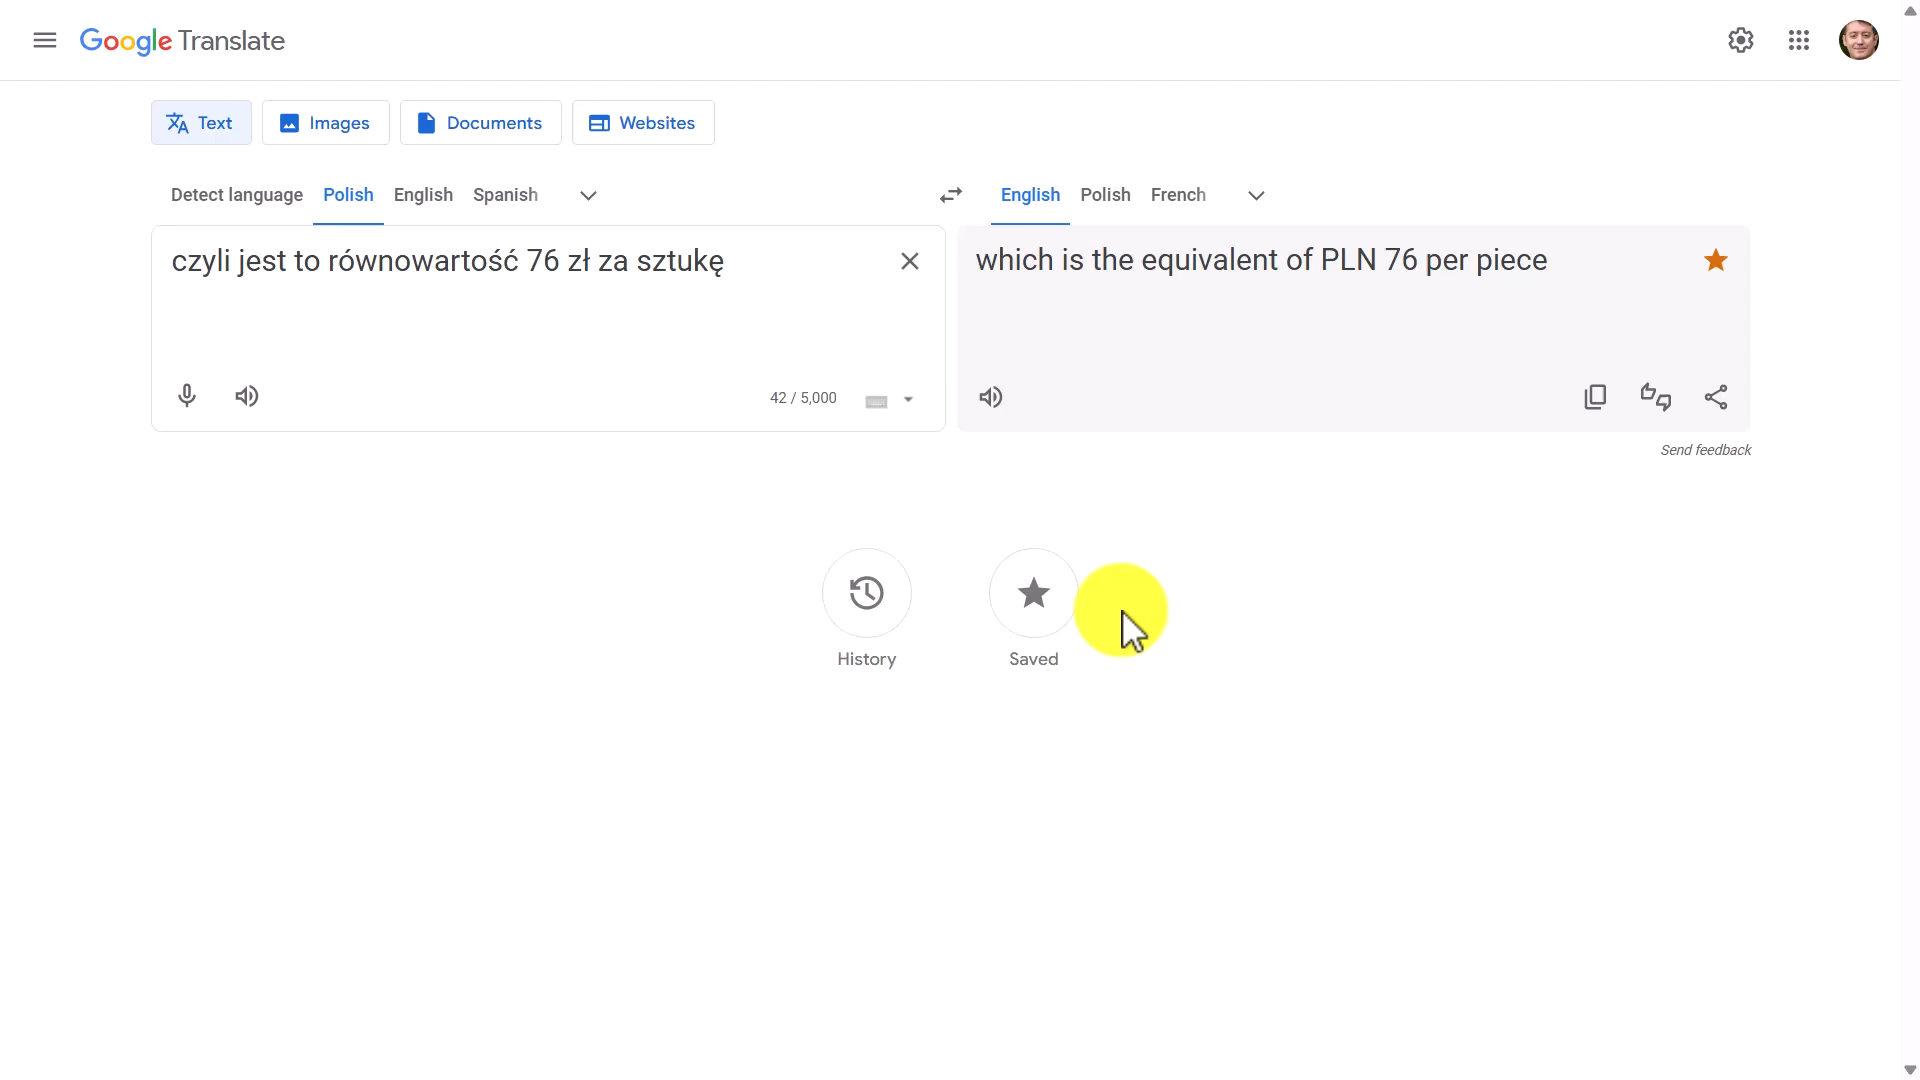 Google Translate
Text Images Documents Websites
Detect language Polish English Spanish
English Polish French
czyli jest to równowartość 76 zł za sztukę
which is the equivalent of PLN 76 per piece
42 / 5,000
Send feedback
History Saved